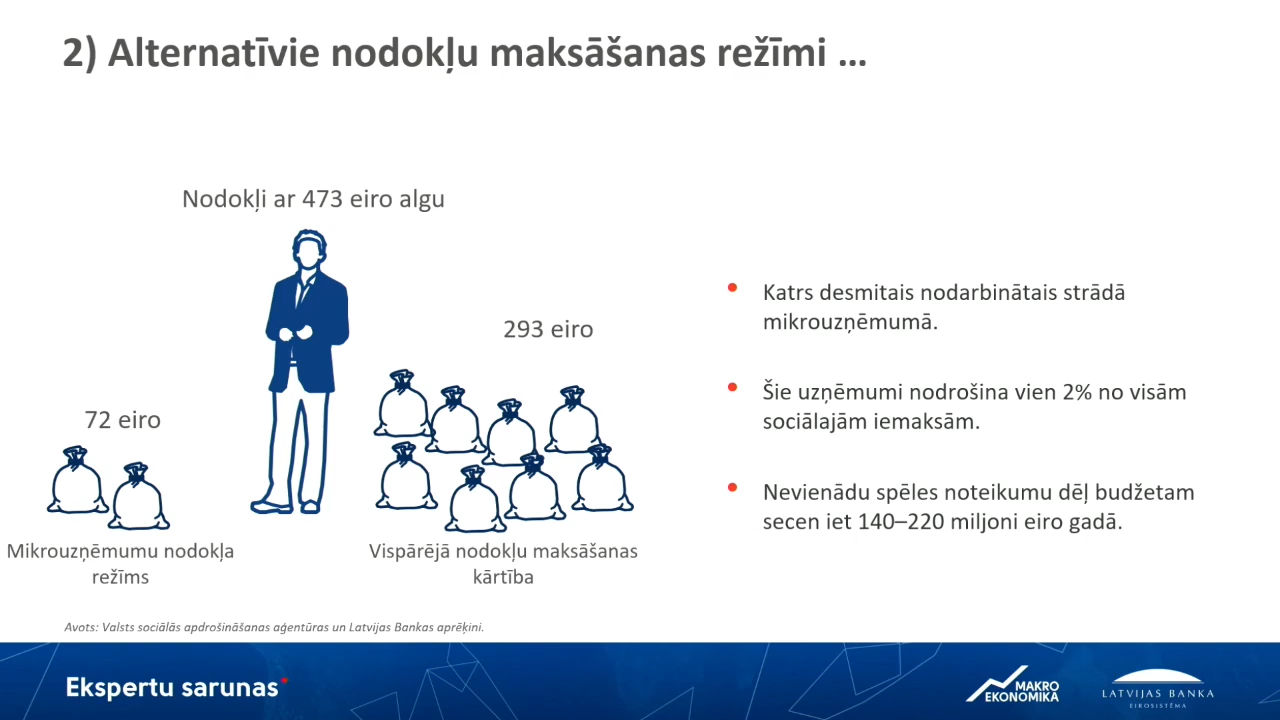 2) Alternatīvie nodokļu maksāšanas režīmi ...
Nodokļi ar 473 eiro algu
293 eiro
72 eiro
Mikrouzņēmumu nodokļa
režīms
Vispārējā nodokļu maksāšanas
kārtība
Katrs desmitais nodarbinātais strādā
mikrouzņēmumā.
Šie uzņēmumi nodrošina vien 2% no visām
sociālajām iemaksām.
Nevienādu spēles noteikumu dēļ budžetam
secen iet 140–220 miljoni eiro gadā.
Avots: Valsts sociālās apdrošināšanas aģentūras un Latvijas Bankas aprēķini.
Ekspertu sarunas
MAKRO
EKONOMIKA
LATVIJAS BANKA
EIROSISTĒMA